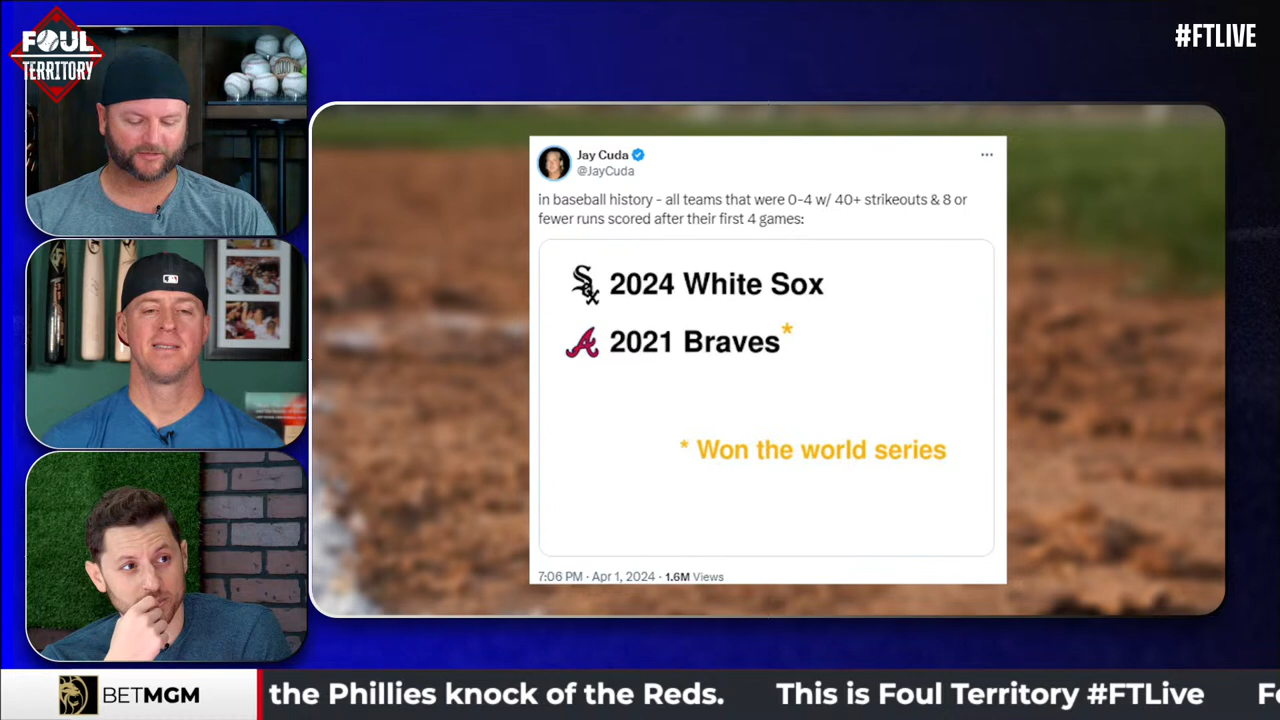 FOUL
TERRITORY
#FTLIVE
Jay Cuda
@JayCuda
in baseball history - all teams that were 0-4 w/ 40+ strikeouts & 8 or
fewer runs scored after their first 4 games:
2024 White Sox
2021 Braves*
* Won the world series
7:06 PM · Apr 1, 2024 · 1.6M Views
BETMGM
the Phillies knock of the Reds. This is Foul Territory #FTLive